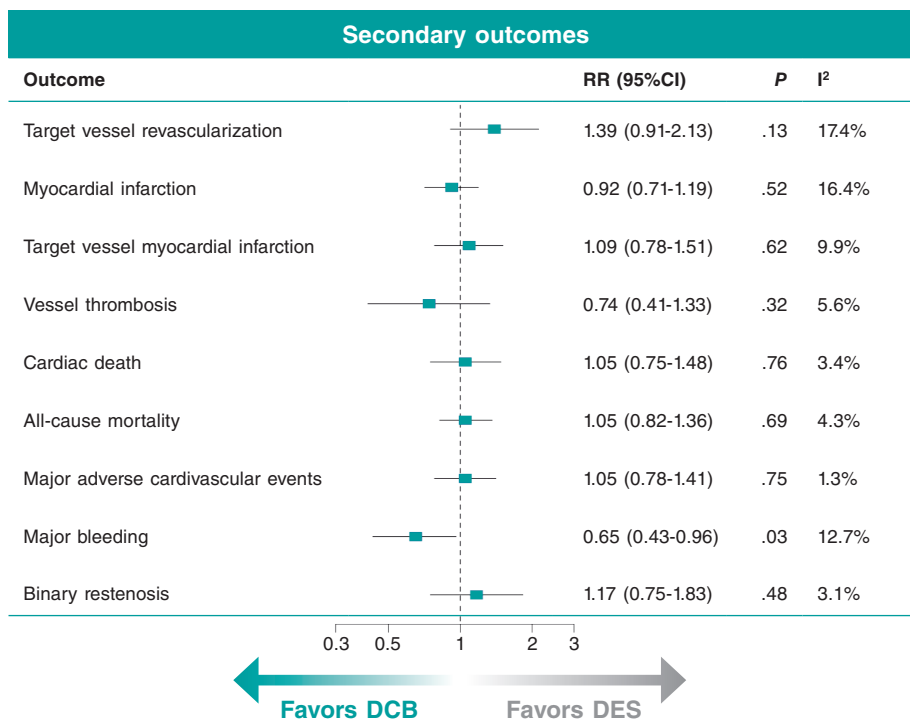 Secondary outcomes
Outcome RR (95%CI) P I²
Target vessel revascularization 1.39 (0.91-2.13) .13 17.4%
Myocardial infarction 0.92 (0.71-1.19) .52 16.4%
Target vessel myocardial infarction 1.09 (0.78-1.51) .62 9.9%
Vessel thrombosis 0.74 (0.41-1.33) .32 5.6%
Cardiac death 1.05 (0.75-1.48) .76 3.4%
All-cause mortality 1.05 (0.82-1.36) .69 4.3%
Major adverse cardivascular events 1.05 (0.78-1.41) .75 1.3%
Major bleeding 0.65 (0.43-0.96) .03 12.7%
Binary restenosis 1.17 (0.75-1.83) .48 3.1%
0.3 0.5 1 2 3
Favors DCB Favors DES